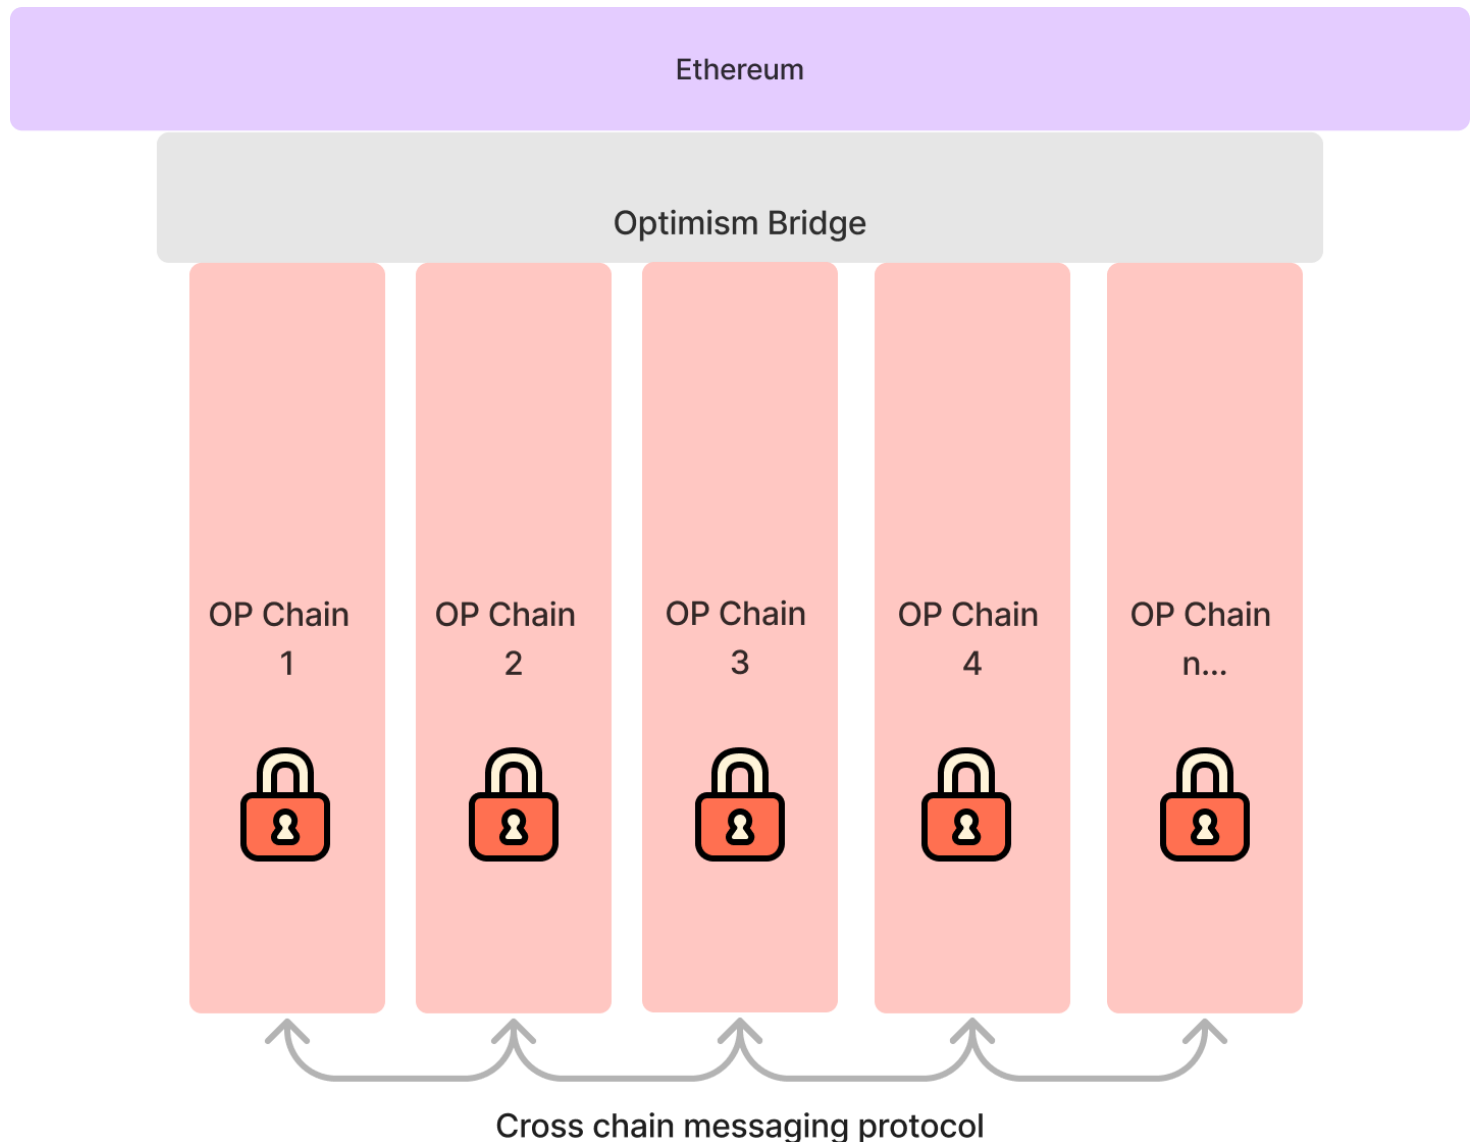 Ethereum
Optimism Bridge
OP Chain
1
OP Chain
2
OP Chain
3
OP Chain
4
OP Chain
n...
Cross chain messaging protocol